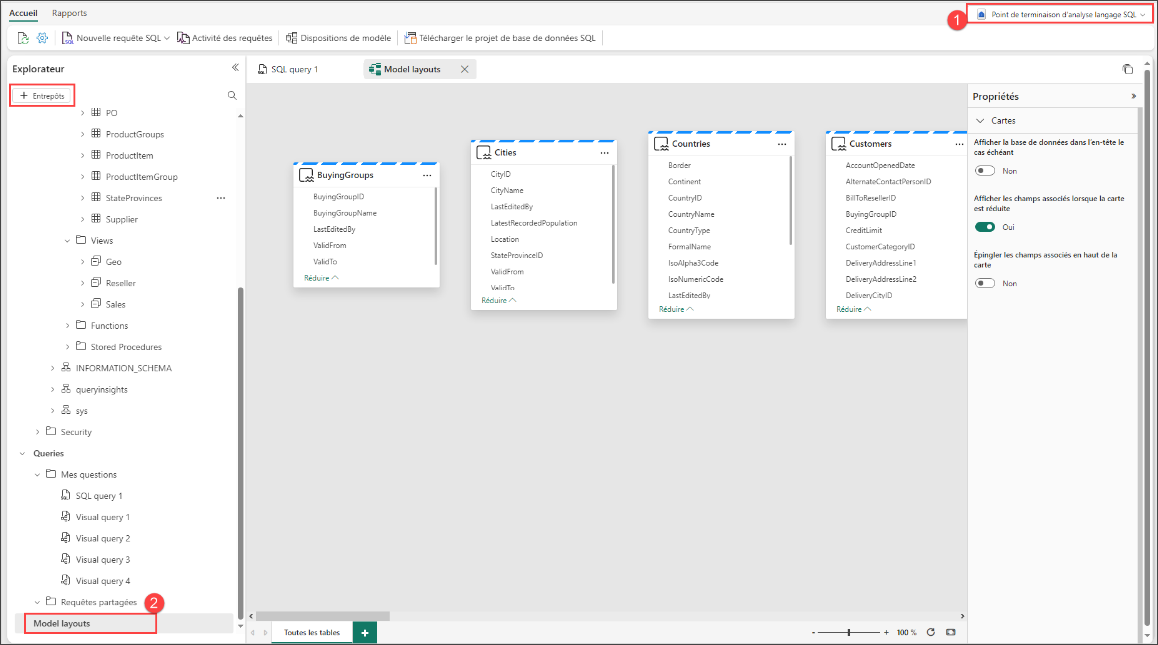 Accueil Rapports
1 Point de terminaison d'analyse langage SQL
Nouvelle requête SQL Activité des requêtes Dispositions de modèle Télécharger le projet de base de données SQL
Explorateur
+ Entrepôts
PO
ProductGroups
ProductItem
ProductItemGroup
StateProvinces ...
Supplier
Views
Geo
Reseller
Sales
Functions
Stored Procedures
INFORMATION_SCHEMA
queryinsights
sys
Security
Queries
Mes questions
SQL query 1
Visual query 1
Visual query 2
Visual query 3
Visual query 4
Requêtes partagées 2
Model layouts
SQL query 1 Model layouts
BuyingGroups ...
BuyingGroupID
BuyingGroupName
LastEditedBy
ValidFrom
ValidTo
Réduire
Cities ...
CityID
CityName
LastEditedBy
LatestRecordedPopulation
Location
StateProvinceID
ValidFrom
ValidTo
Réduire
Countries ...
Border
Continent
CountryID
CountryName
CountryType
FormalName
IsoAlpha3Code
IsoNumericCode
LastEditedBy
Réduire
Customers ...
AccountOpenedDate
AlternateContactPersonID
BillToResellerID
BuyingGroupID
CreditLimit
CustomerCategoryID
DeliveryAddressLine1
DeliveryAddressLine2
DeliveryCityID
Réduire
Propriétés
Cartes
Afficher la base de données dans l'en-tête le
cas échéant
Non
Afficher les champs associés lorsque la carte
est réduite
Oui
Épingler les champs associés en haut de la
carte
Non
Toutes les tables +
- + 100 %